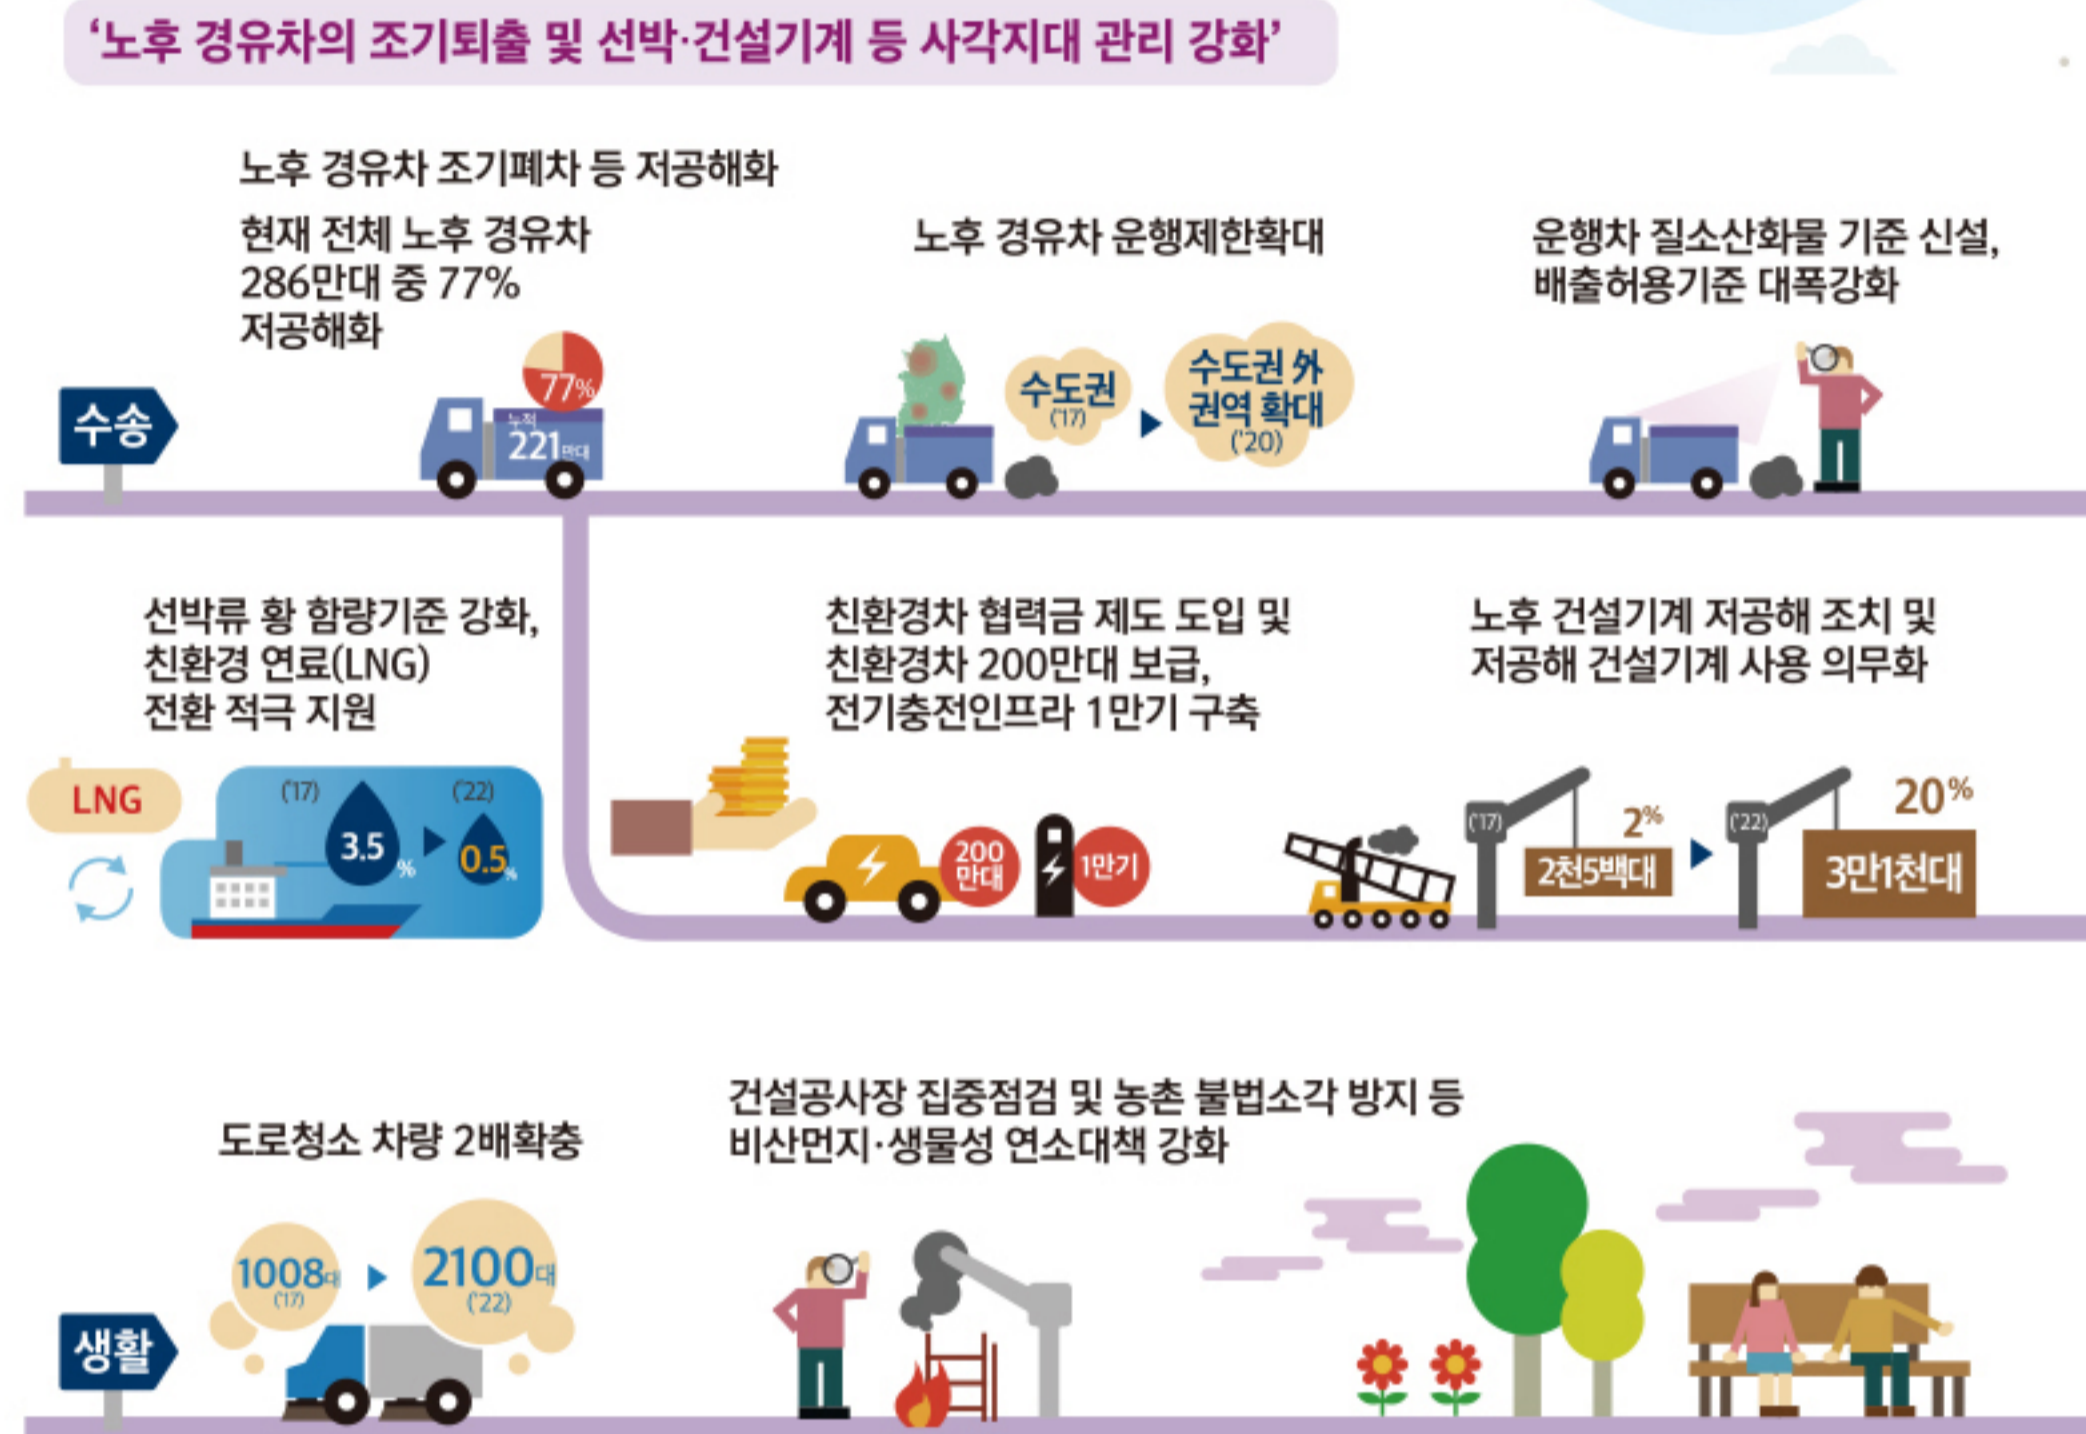 ‘노후 경유차의 조기퇴출 및 선박·건설기계 등 사각지대 관리 강화’
노후 경유차 조기폐차 등 저공해화
현재 전체 노후 경유차
286만대 중 77%
저공해화
77%
누적
221만대
수송
노후 경유차 운행제한확대
수도권
('17)
수도권 外
권역 확대
('20)
운행차 질소산화물 기준 신설,
배출허용기준 대폭강화
선박류 황 함량기준 강화,
친환경 연료(LNG)
전환 적극 지원
LNG
('17)
3.5%
('22)
0.5%
친환경차 협력금 제도 도입 및
친환경차 200만대 보급,
전기충전인프라 1만기 구축
200
만대
1만기
노후 건설기계 저공해 조치 및
저공해 건설기계 사용 의무화
('17)
2%
2천5백대
('22)
20%
3만1천대
도로청소 차량 2배확충
1008대
('17)
2100대
('22)
생활
건설공사장 집중점검 및 농촌 불법소각 방지 등
비산먼지·생물성 연소대책 강화